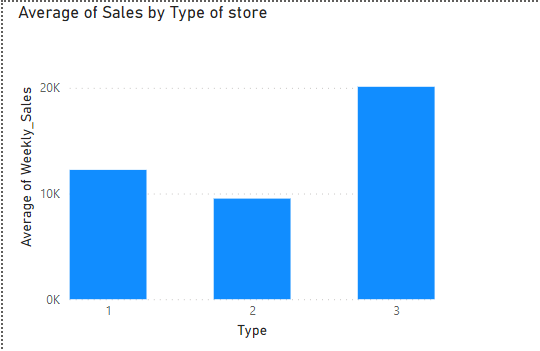 Average of Sales by Type of store
Average of Weekly_Sales
20K
10K
0K
1 2 3
Type